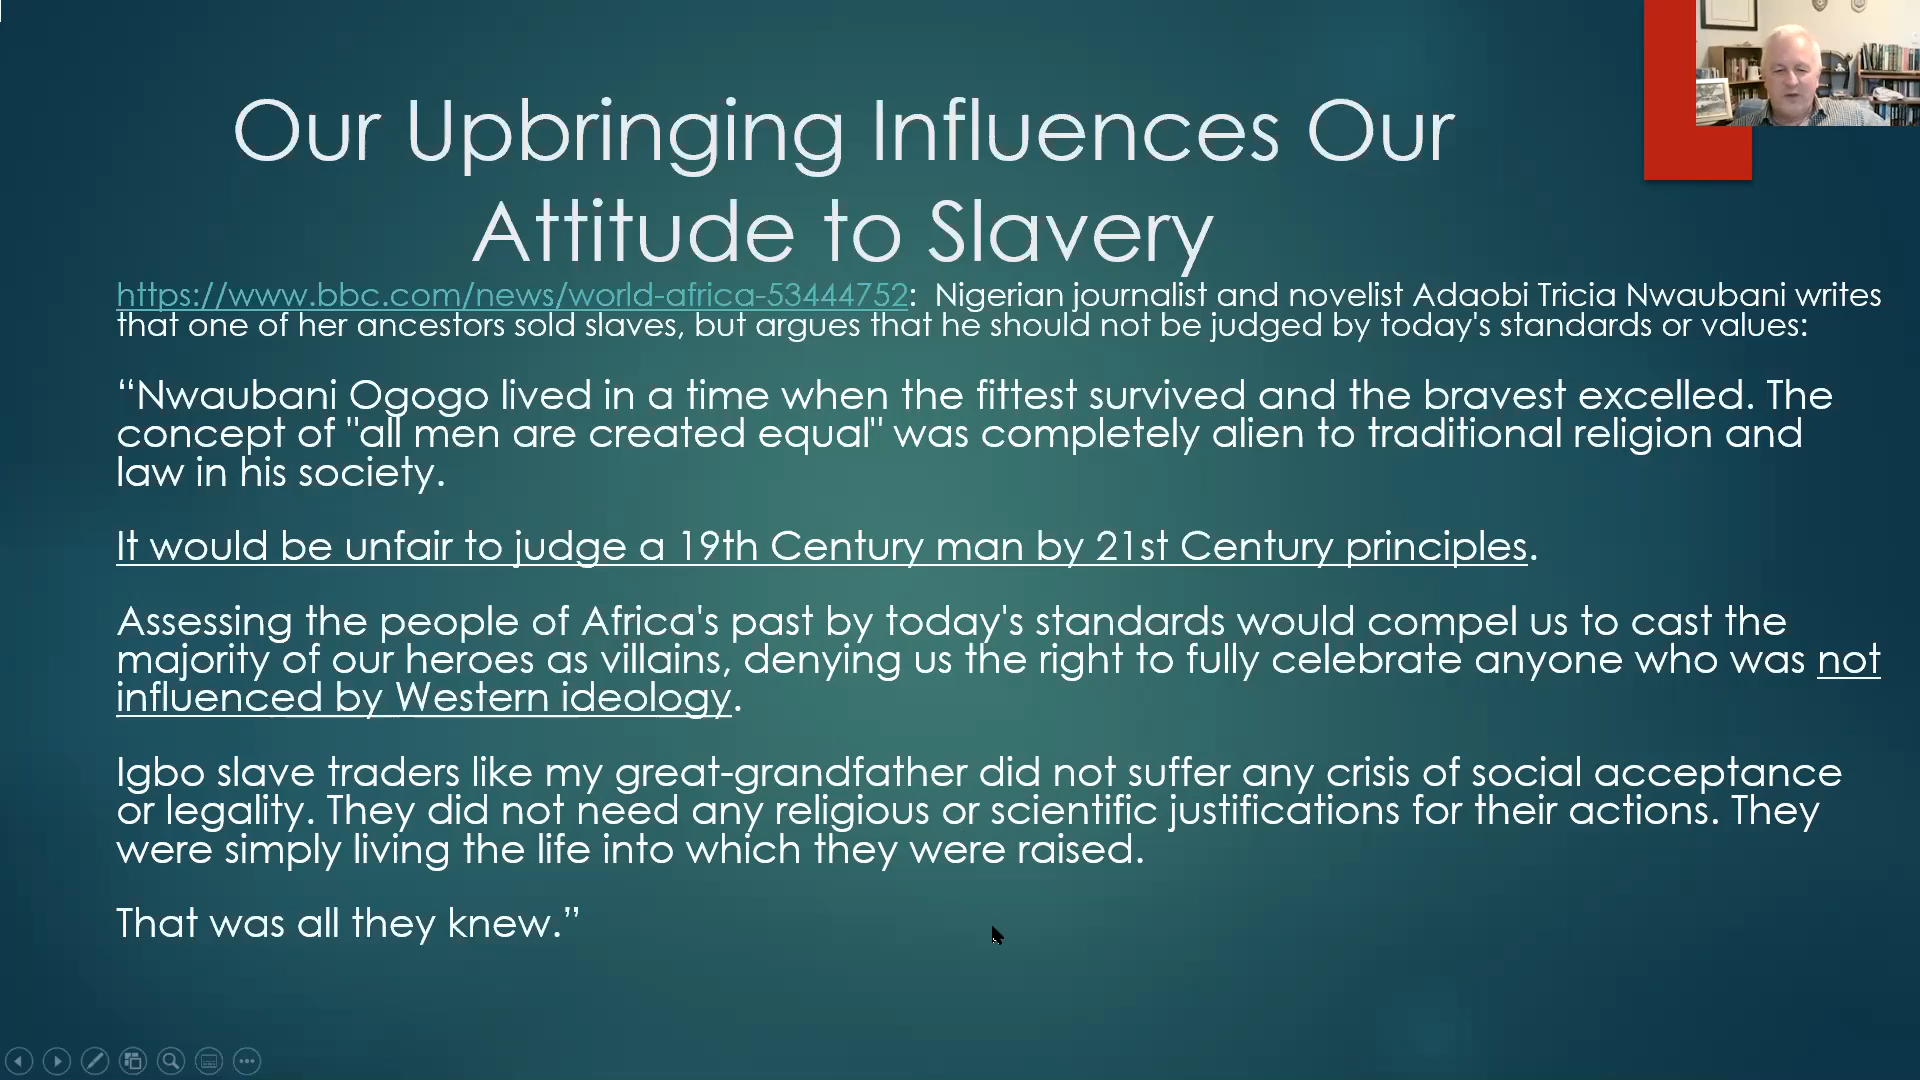 Our Upbringing Influences Our
Attitude to Slavery
https://www.bbc.com/news/world-africa-53444752:  Nigerian journalist and novelist Adaobi Tricia Nwaubani writes
that one of her ancestors sold slaves, but argues that he should not be judged by today's standards or values:
“Nwaubani Ogogo lived in a time when the fittest survived and the bravest excelled. The
concept of "all men are created equal" was completely alien to traditional religion and
law in his society.
It would be unfair to judge a 19th Century man by 21st Century principles.
Assessing the people of Africa's past by today's standards would compel us to cast the
majority of our heroes as villains, denying us the right to fully celebrate anyone who was not
influenced by Western ideology.
Igbo slave traders like my great-grandfather did not suffer any crisis of social acceptance
or legality. They did not need any religious or scientific justifications for their actions. They
were simply living the life into which they were raised.
That was all they knew.”